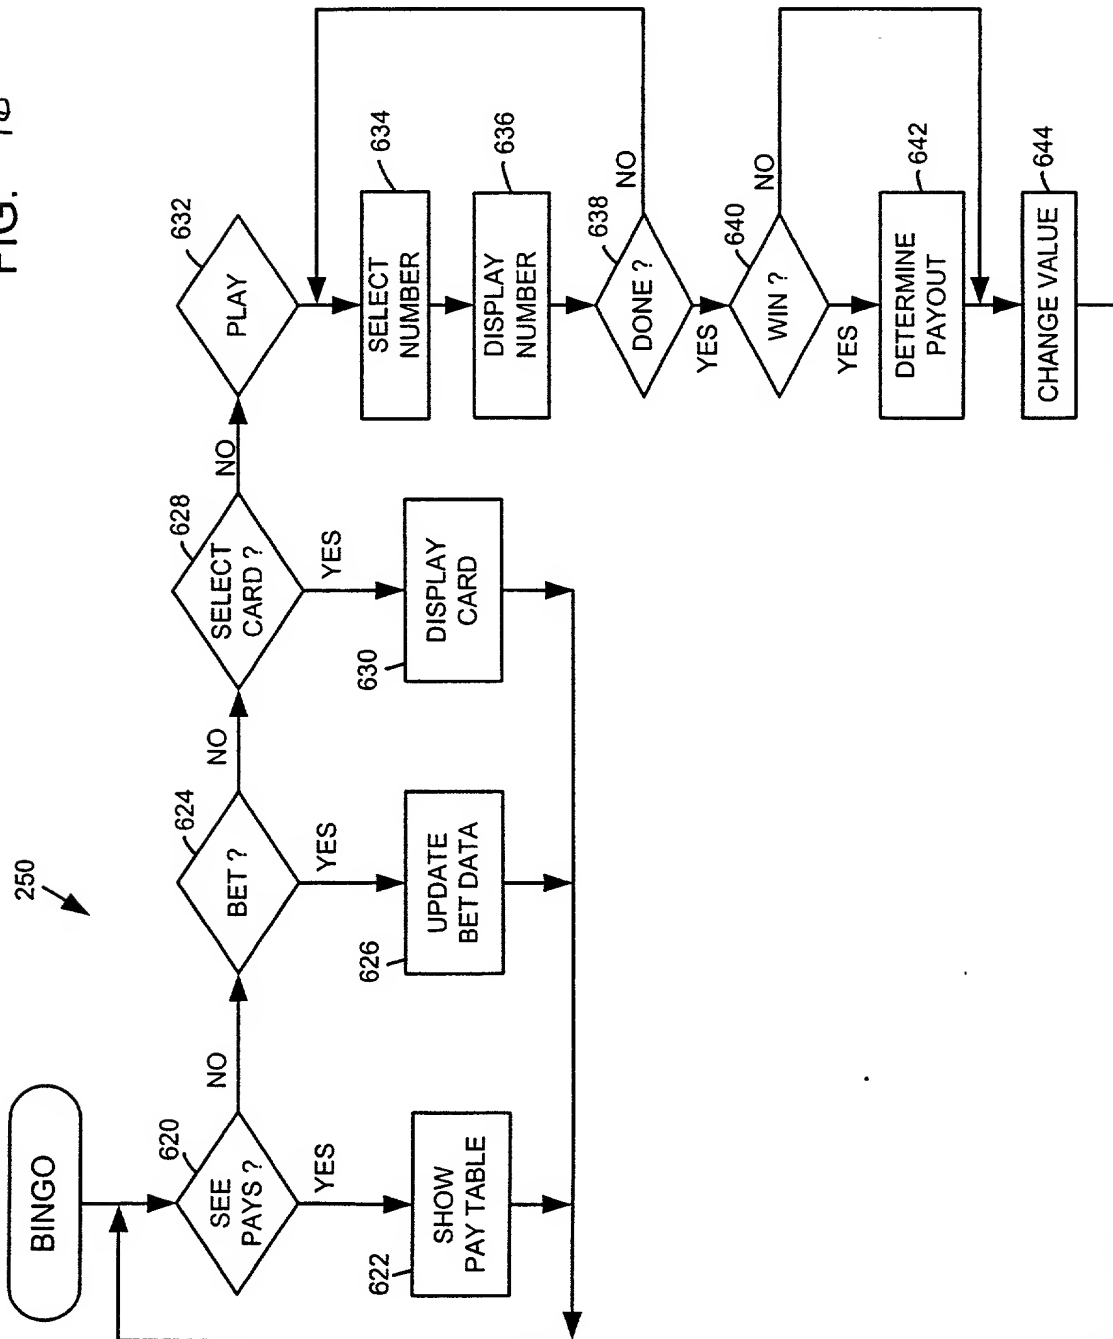 FIG.
250
BINGO
620
SEE
PAYS ?
NO
YES
622
SHOW
PAY TABLE
624
BET ?
NO
YES
626
UPDATE
BET DATA
628
SELECT
CARD ?
NO
YES
630
DISPLAY
CARD
632
PLAY
634
SELECT
NUMBER
636
DISPLAY
NUMBER
638
DONE ?
NO
YES
640
WIN ?
NO
YES
642
DETERMINE
PAYOUT
644
CHANGE VALUE